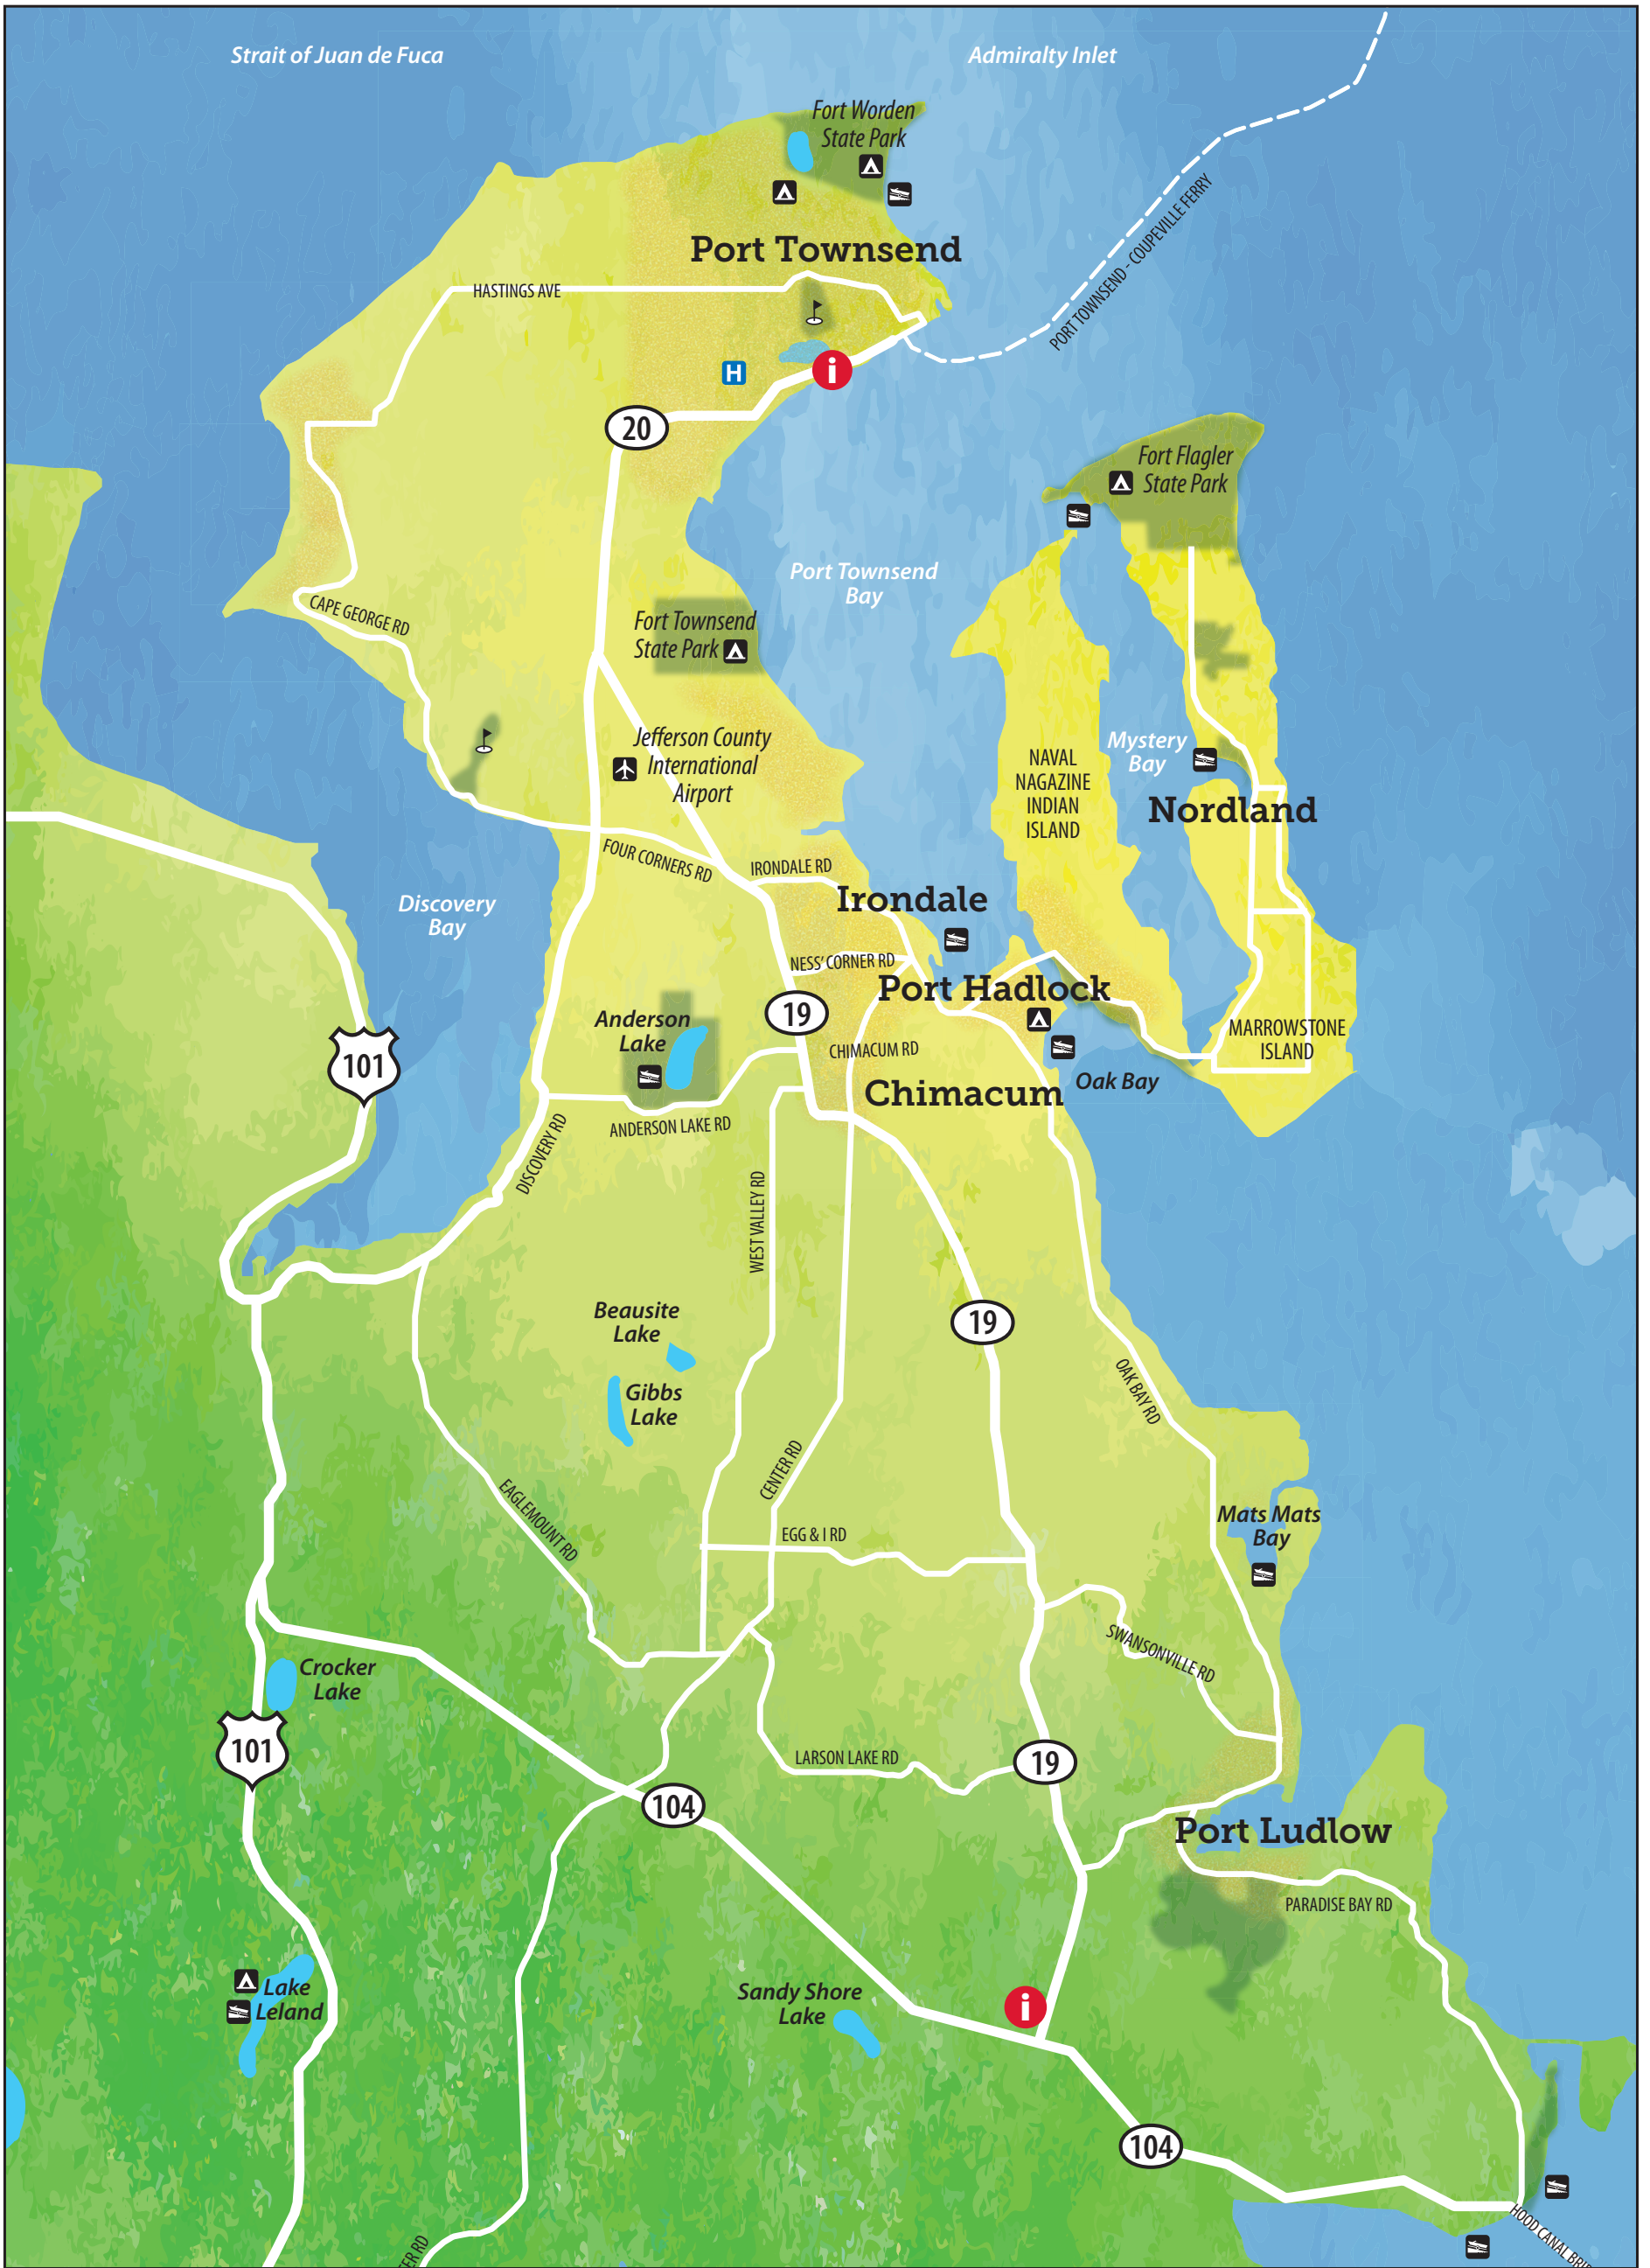 Strait of Juan de Fuca
Admiralty Inlet
Fort Worden
State Park
Port Townsend
PORT TOWNSEND - COUPEVILLE FERRY
HASTINGS AVE
H
i
20
Fort Flagler
State Park
Port Townsend
Bay
CAPE GEORGE RD
Fort Townsend
State Park
Jefferson County
International
Airport
NAVAL
NAGAZINE
INDIAN
ISLAND
Mystery
Bay
Nordland
FOUR CORNERS RD
IRONDALE RD
Irondale
Discovery
Bay
NESS' CORNER RD
Port Hadlock
19
Anderson
Lake
101
CHIMACUM RD
MARROWSTONE
ISLAND
Oak Bay
Chimacum
ANDERSON LAKE RD
DISCOVERY RD
WEST VALLEY RD
Beausite
Lake
19
Gibbs
Lake
OAK BAY RD
CENTER RD
EAGLEMOUNT RD
EGG & I RD
Mats Mats
Bay
SWANSONVILLE RD
Crocker
Lake
101
LARSON LAKE RD
19
104
Port Ludlow
PARADISE BAY RD
Lake
Leland
Sandy Shore
Lake
i
104
HOOD CANAL BRI
TER RD